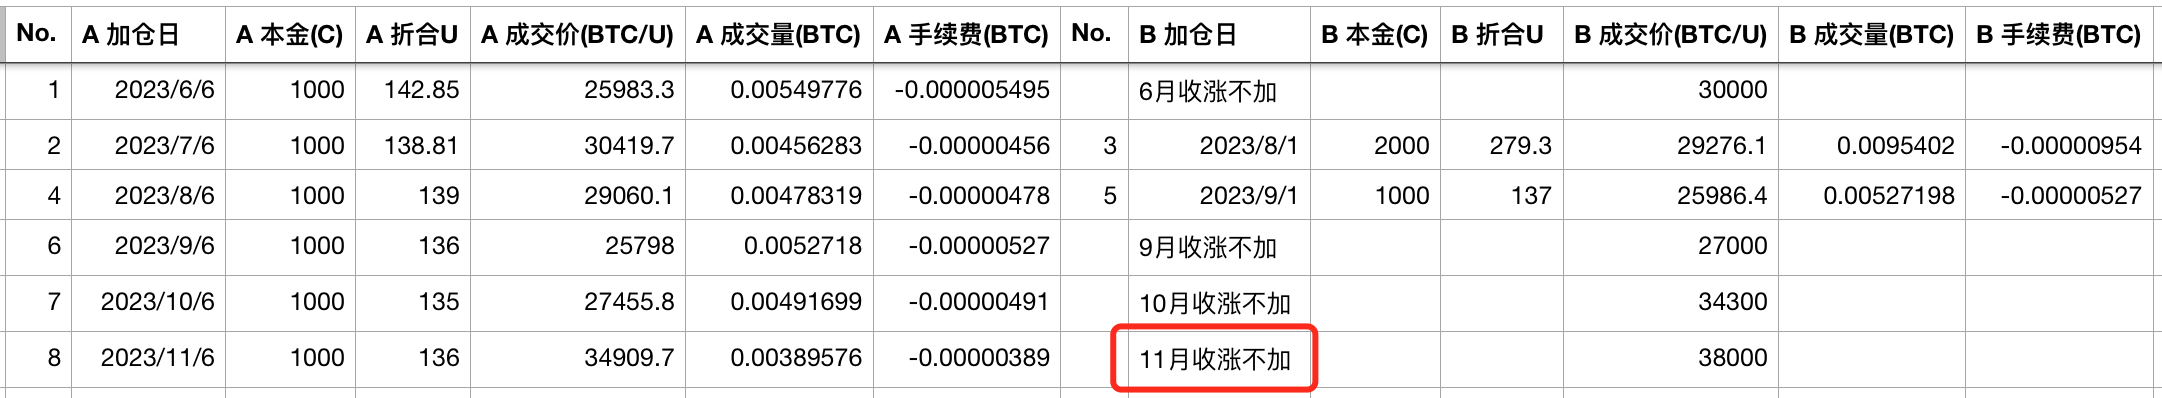 No. A 加仓日 A 本金(C) A 折合U A 成交价(BTC/U) A 成交量(BTC) A 手续费(BTC) No. B 加仓日 B 本金(C) B 折合U B 成交价(BTC/U) B 成交量(BTC) B 手续费(BTC)
1 2023/6/6 1000 142.85 25983.3 0.00549776 -0.000005495 6月收涨不加 30000
2 2023/7/6 1000 138.81 30419.7 0.00456283 -0.00000456 3 2023/8/1 2000 279.3 29276.1 0.0095402 -0.00000954
4 2023/8/6 1000 139 29060.1 0.00478319 -0.00000478 5 2023/9/1 1000 137 25986.4 0.00527198 -0.00000527
6 2023/9/6 1000 136 25798 0.0052718 -0.00000527 9月收涨不加 27000
7 2023/10/6 1000 135 27455.8 0.00491699 -0.00000491 10月收涨不加 34300
8 2023/11/6 1000 136 34909.7 0.00389576 -0.00000389 11月收涨不加 38000